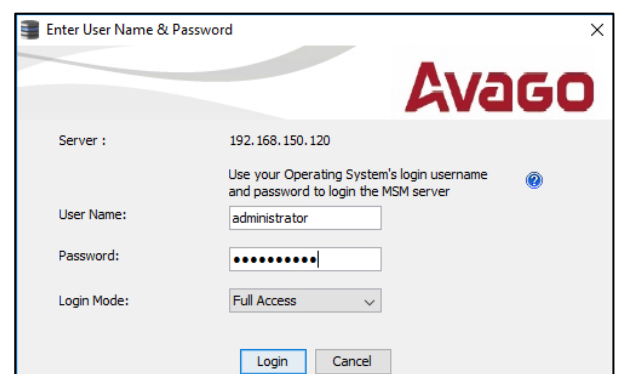 Enter User Name & Password
AVAGO
Server : 192.168.150.120
Use your Operating System's login username
and password to login the MSM server
User Name: administrator
Password: ●●●●●●●●●●
Login Mode: Full Access
Login Cancel